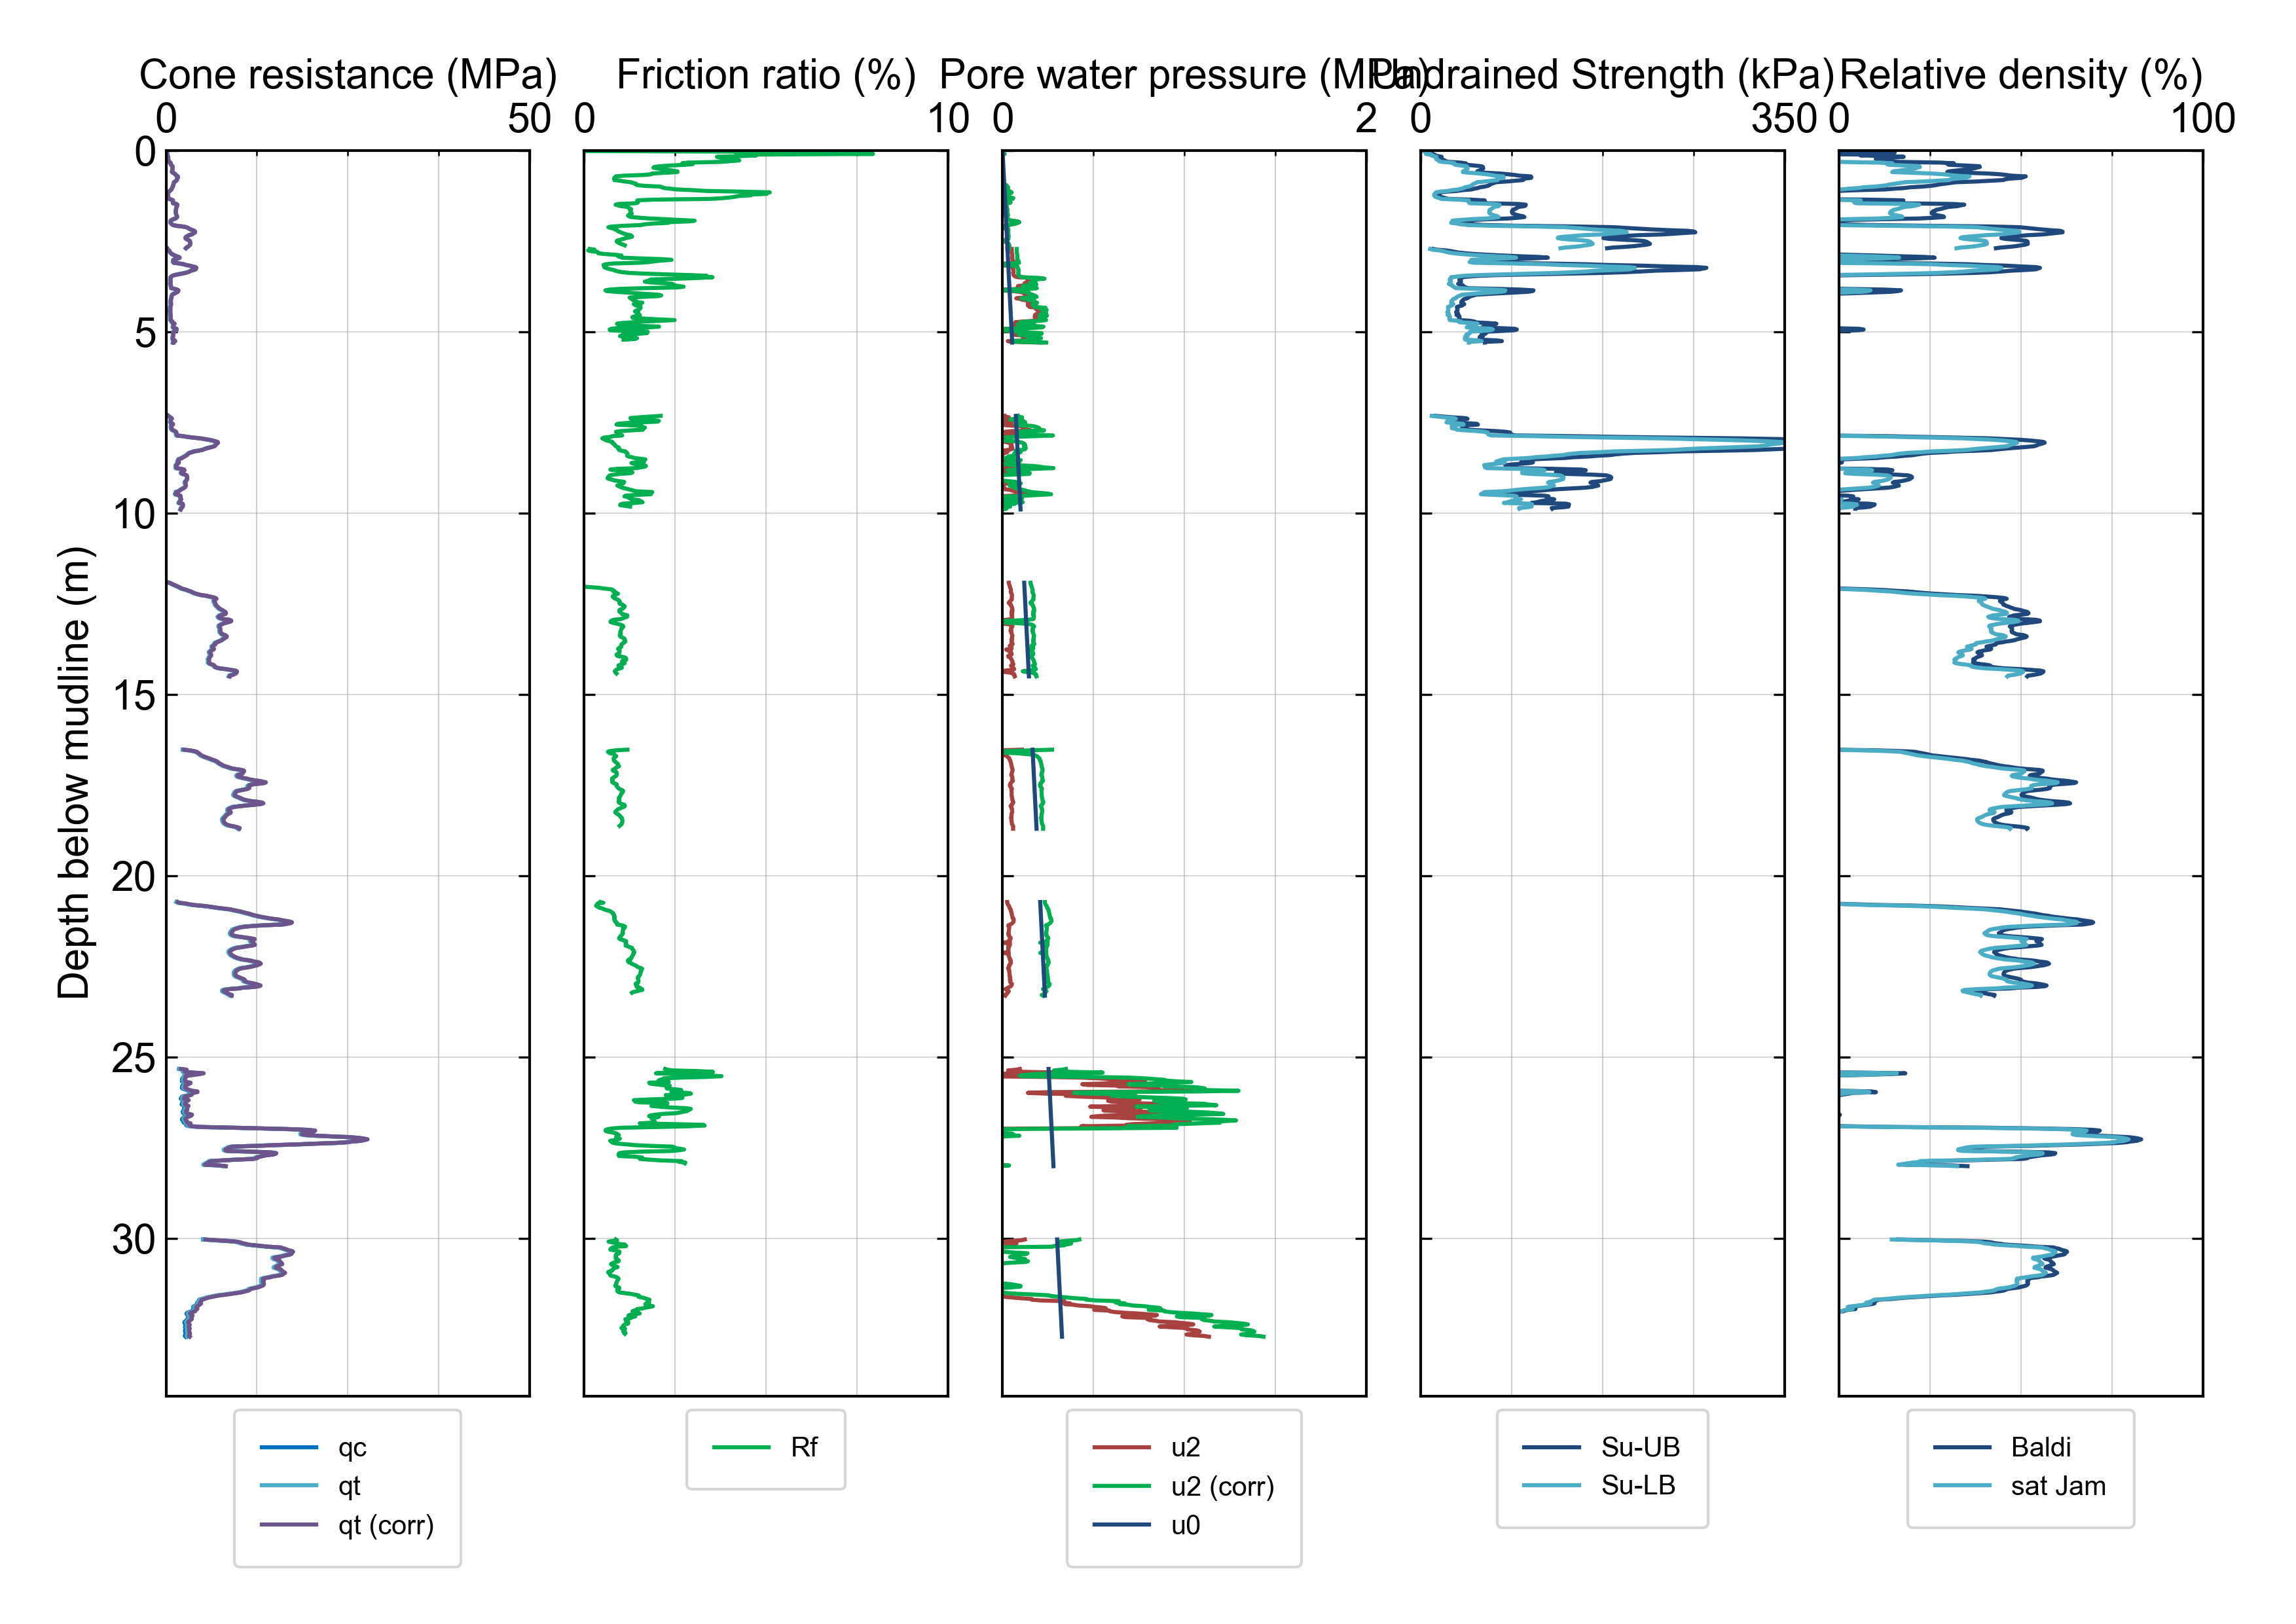 Cone resistance (MPa)
Friction ratio (%)
Pore water pressure (MPa)
Undrained Strength (kPa)
Relative density (%)
0 50
0 10
0 2
0 350
0 100
0
5
10
15
20
25
30
Depth below mudline (m)
qc
qt
qt (corr)
Rf
u2
u2 (corr)
u0
Su-UB
Su-LB
Baldi
sat Jam